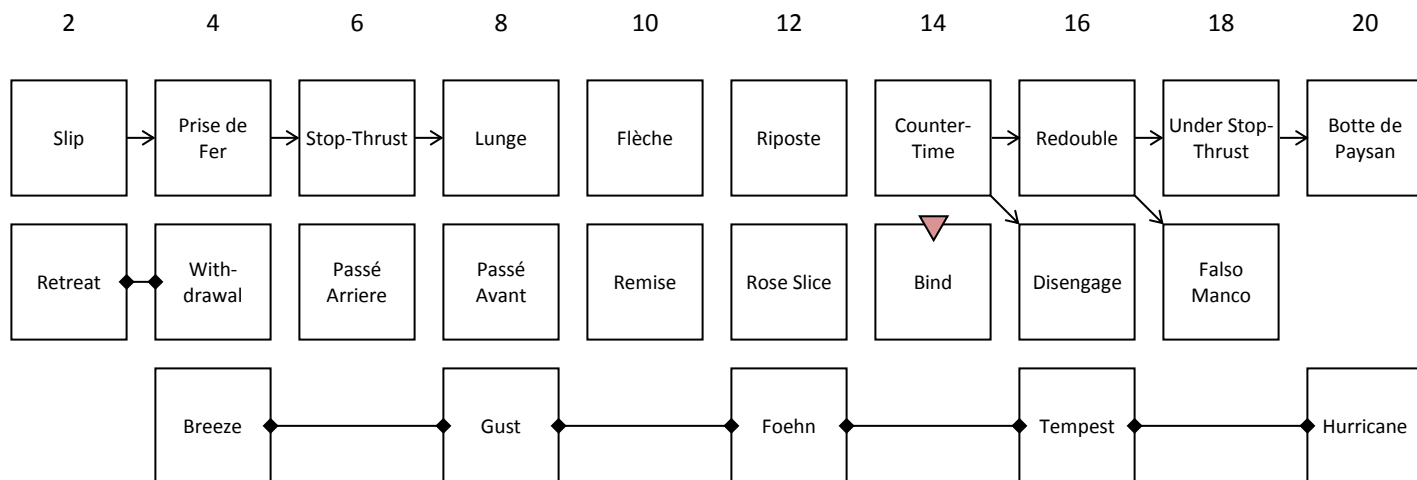 2 4 6 8 10 12 14 16 18 20
Slip
Prise de
Fer
Stop-Thrust
Lunge
Flèche
Riposte
Counter-
Time
Redouble
Under Stop-
Thrust
Botte de
Paysan
Retreat
With-
drawal
Passé
Arriere
Passé
Avant
Remise
Rose Slice
Bind
Disengage
Falso
Manco
Breeze
Gust
Foehn
Tempest
Hurricane